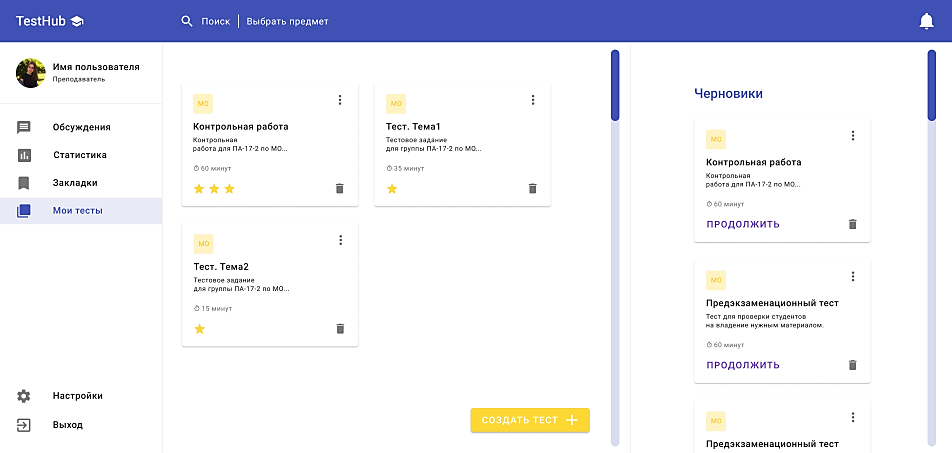 TestHub
Поиск
Выбрать предмет
Имя пользователя
Преподаватель
Обсуждения
Статистика
Закладки
Мои тесты
Настройки
Выход
МО
Контрольная работа
Контрольная
работа для ПА-17-2 по МО...
60 минут
МО
Тест. Тема1
Тестовое задание
для группы ПА-17-2 по МО...
35 минут
МО
Тест. Тема2
Тестовое задание
для группы ПА-17-2 по МО...
15 минут
СОЗДАТЬ ТЕСТ
Черновики
МО
Контрольная работа
Контрольная
работа для ПА-17-2 по МО...
60 минут
ПРОДОЛЖИТЬ
МО
Предэкзаменационный тест
Тест для проверки студентов
на владение нужным материалом.
60 минут
ПРОДОЛЖИТЬ
МО
Предэкзаменационный тест